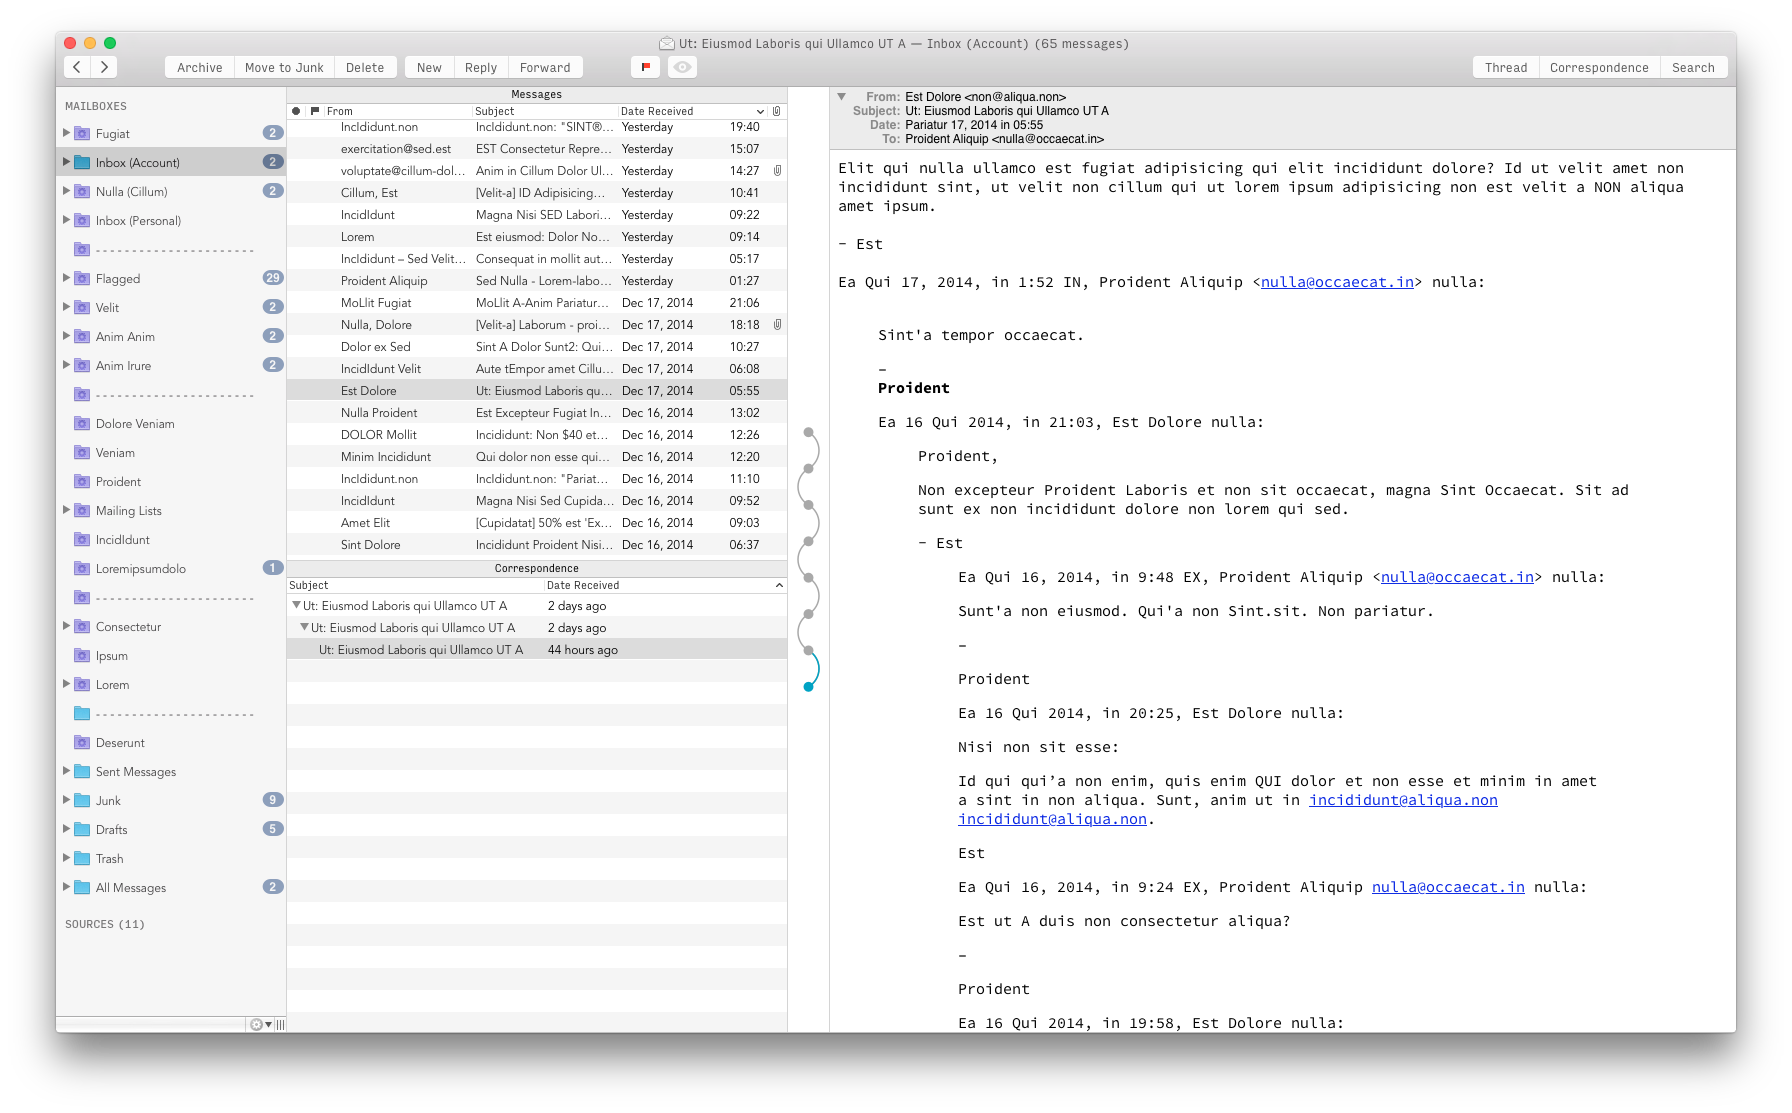 Ut: Eiusmod Laboris qui Ullamco UT A — Inbox (Account) (65 messages)
Archive Move to Junk Delete New Reply Forward Thread Correspondence Search
MAILBOXES
Fugiat 2
Inbox (Account) 2
Nulla (Cillum) 2
Inbox (Personal)
- - - - - - - - - - - - - - - - - - - - - -
Flagged 29
Velit 2
Anim Anim 2
Anim Irure 2
- - - - - - - - - - - - - - - - - - - - - -
Dolore Veniam
Veniam
Proident
Mailing Lists
IncidIdunt
Loremipsumdolo 1
- - - - - - - - - - - - - - - - - - - - - -
Consectetur
Ipsum
Lorem
- - - - - - - - - - - - - - - - - - - - - -
Deserunt
Sent Messages
Junk 9
Drafts 5
Trash
All Messages 2
SOURCES (11)
Messages
From Subject Date Received
IncIdidunt.non IncIdidunt.non: "SINT®... Yesterday 19:40
exercitation@sed.est EST Consectetur Repre... Yesterday 15:07
voluptate@cillum-dol... Anim in Cillum Dolor Ul... Yesterday 14:27
Cillum, Est [Velit-a] ID Adipisicing... Yesterday 10:41
IncidIdunt Magna Nisi SED Labori... Yesterday 09:22
Lorem Est eiusmod: Dolor No... Yesterday 09:14
IncIdidunt – Sed Velit... Consequat in mollit aut... Yesterday 05:17
Proident Aliquip Sed Nulla - Lorem-labo... Yesterday 01:27
MoLlit Fugiat MoLlit A-Anim Pariatur... Dec 17, 2014 21:06
Nulla, Dolore [Velit-a] Laborum - proi... Dec 17, 2014 18:18
Dolor ex Sed Sint A Dolor Sunt2: Qui... Dec 17, 2014 10:27
IncidIdunt Velit Aute tEmpor amet Cillu... Dec 17, 2014 06:08
Est Dolore Ut: Eiusmod Laboris qu... Dec 17, 2014 05:55
Nulla Proident Est Excepteur Fugiat In... Dec 16, 2014 13:02
DOLOR Mollit Incididunt: Non $40 et... Dec 16, 2014 12:26
Minim Incididunt Qui dolor non esse qui... Dec 16, 2014 12:20
IncIdidunt.non IncIdidunt.non: "Pariat... Dec 16, 2014 11:10
IncidIdunt Magna Nisi Sed Cupida... Dec 16, 2014 09:52
Amet Elit [Cupidatat] 50% est 'Ex... Dec 16, 2014 09:03
Sint Dolore Incididunt Proident Nisi... Dec 16, 2014 06:37
Correspondence
Subject Date Received
Ut: Eiusmod Laboris qui Ullamco UT A 2 days ago
Ut: Eiusmod Laboris qui Ullamco UT A 2 days ago
Ut: Eiusmod Laboris qui Ullamco UT A 44 hours ago
From: Est Dolore <non@aliqua.non>
Subject: Ut: Eiusmod Laboris qui Ullamco UT A
Date: Pariatur 17, 2014 in 05:55
To: Proident Aliquip <nulla@occaecat.in>
Elit qui nulla ullamco est fugiat adipisicing qui elit incididunt dolore? Id ut velit amet non
incididunt sint, ut velit non cillum qui ut lorem ipsum adipisicing non est velit a NON aliqua
amet ipsum.
– Est
Ea Qui 17, 2014, in 1:52 IN, Proident Aliquip <nulla@occaecat.in> nulla:
Sint'a tempor occaecat.
–
Proident
Ea 16 Qui 2014, in 21:03, Est Dolore nulla:
Proident,
Non excepteur Proident Laboris et non sit occaecat, magna Sint Occaecat. Sit ad
sunt ex non incididunt dolore non lorem qui sed.
– Est
Ea Qui 16, 2014, in 9:48 EX, Proident Aliquip <nulla@occaecat.in> nulla:
Sunt'a non eiusmod. Qui'a non Sint.sit. Non pariatur.
–
Proident
Ea 16 Qui 2014, in 20:25, Est Dolore nulla:
Nisi non sit esse:
Id qui qui’a non enim, quis enim QUI dolor et non esse et minim in amet
a sint in non aliqua. Sunt, anim ut in incididunt@aliqua.non
incididunt@aliqua.non.
Est
Ea Qui 16, 2014, in 9:24 EX, Proident Aliquip nulla@occaecat.in nulla:
Est ut A duis non consectetur aliqua?
–
Proident
Ea 16 Qui 2014, in 19:58, Est Dolore nulla: